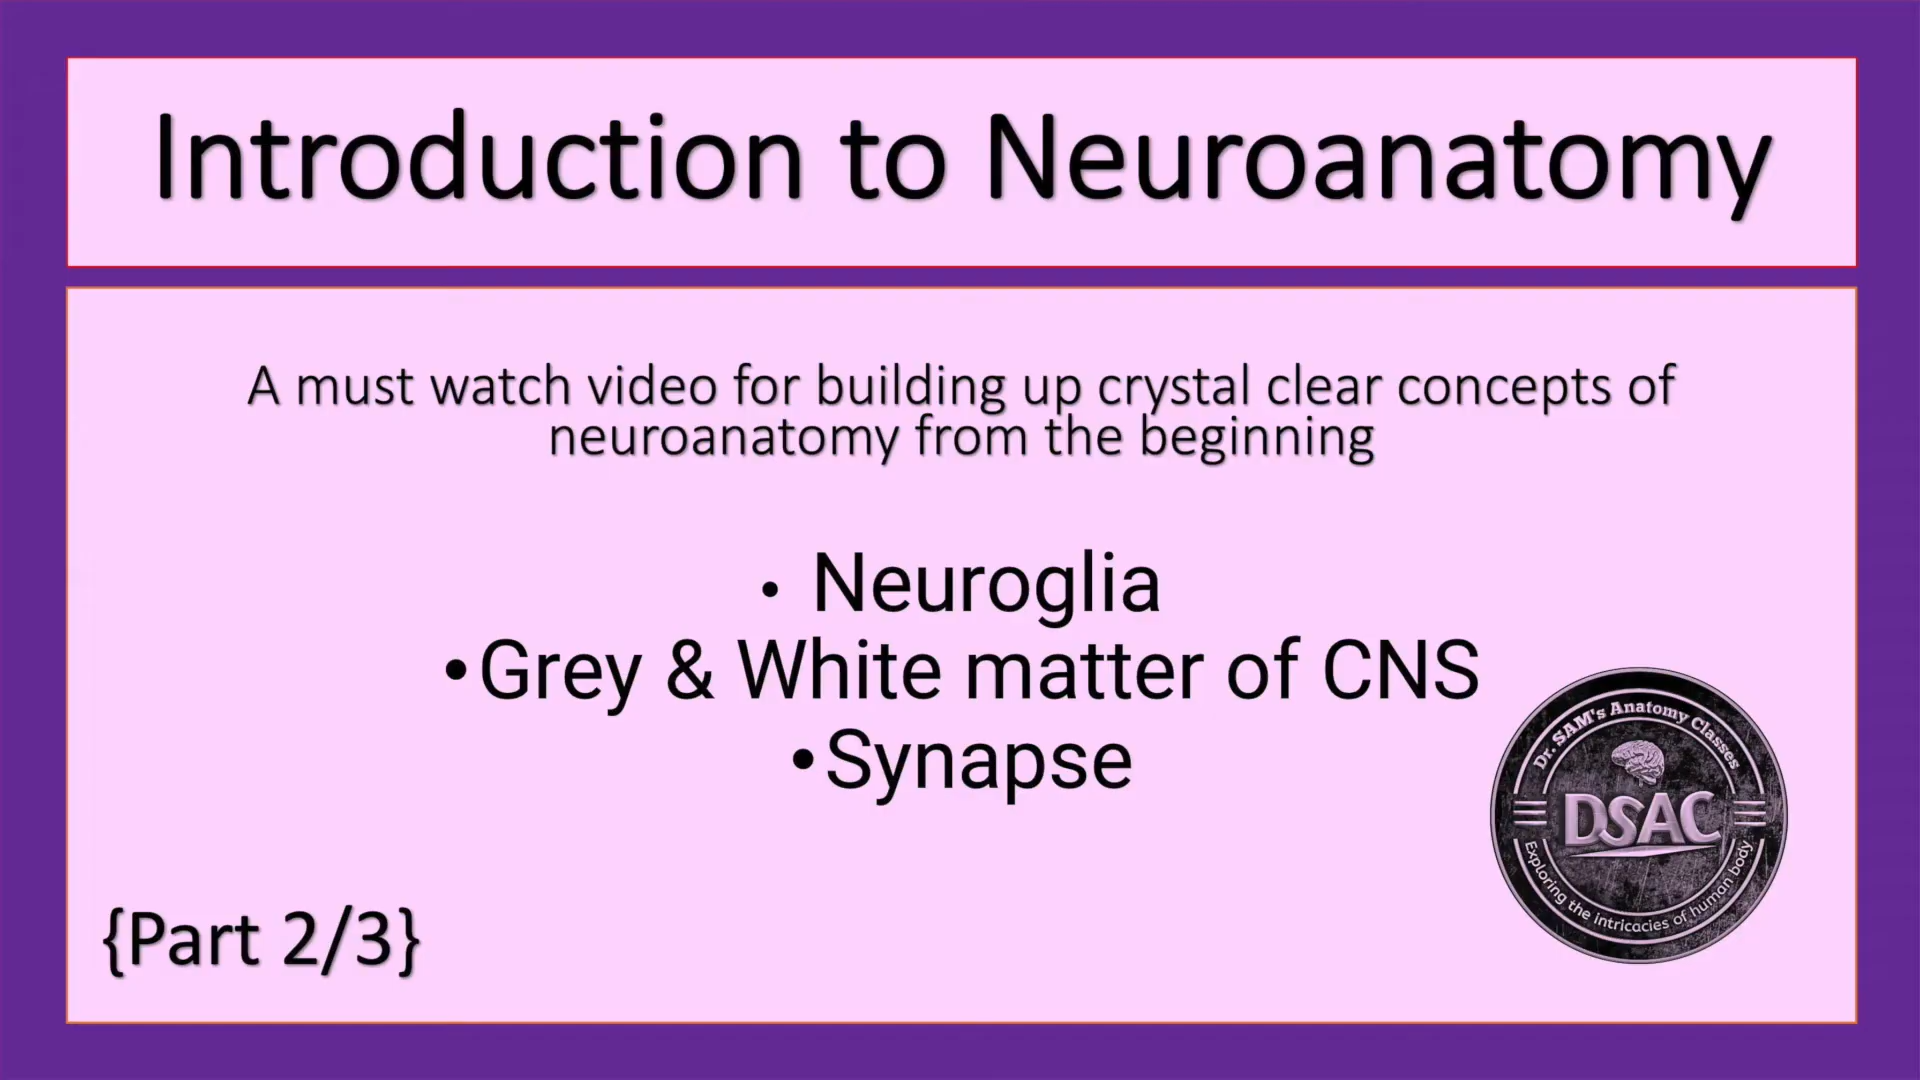 Introduction to Neuroanatomy
A must watch video for building up crystal clear concepts of
neuroanatomy from the beginning
• Neuroglia
•Grey & White matter of CNS
•Synapse
Dr. SAM's Anatomy Classes
DSAC
Exploring the intricacies of human body
{Part 2/3}